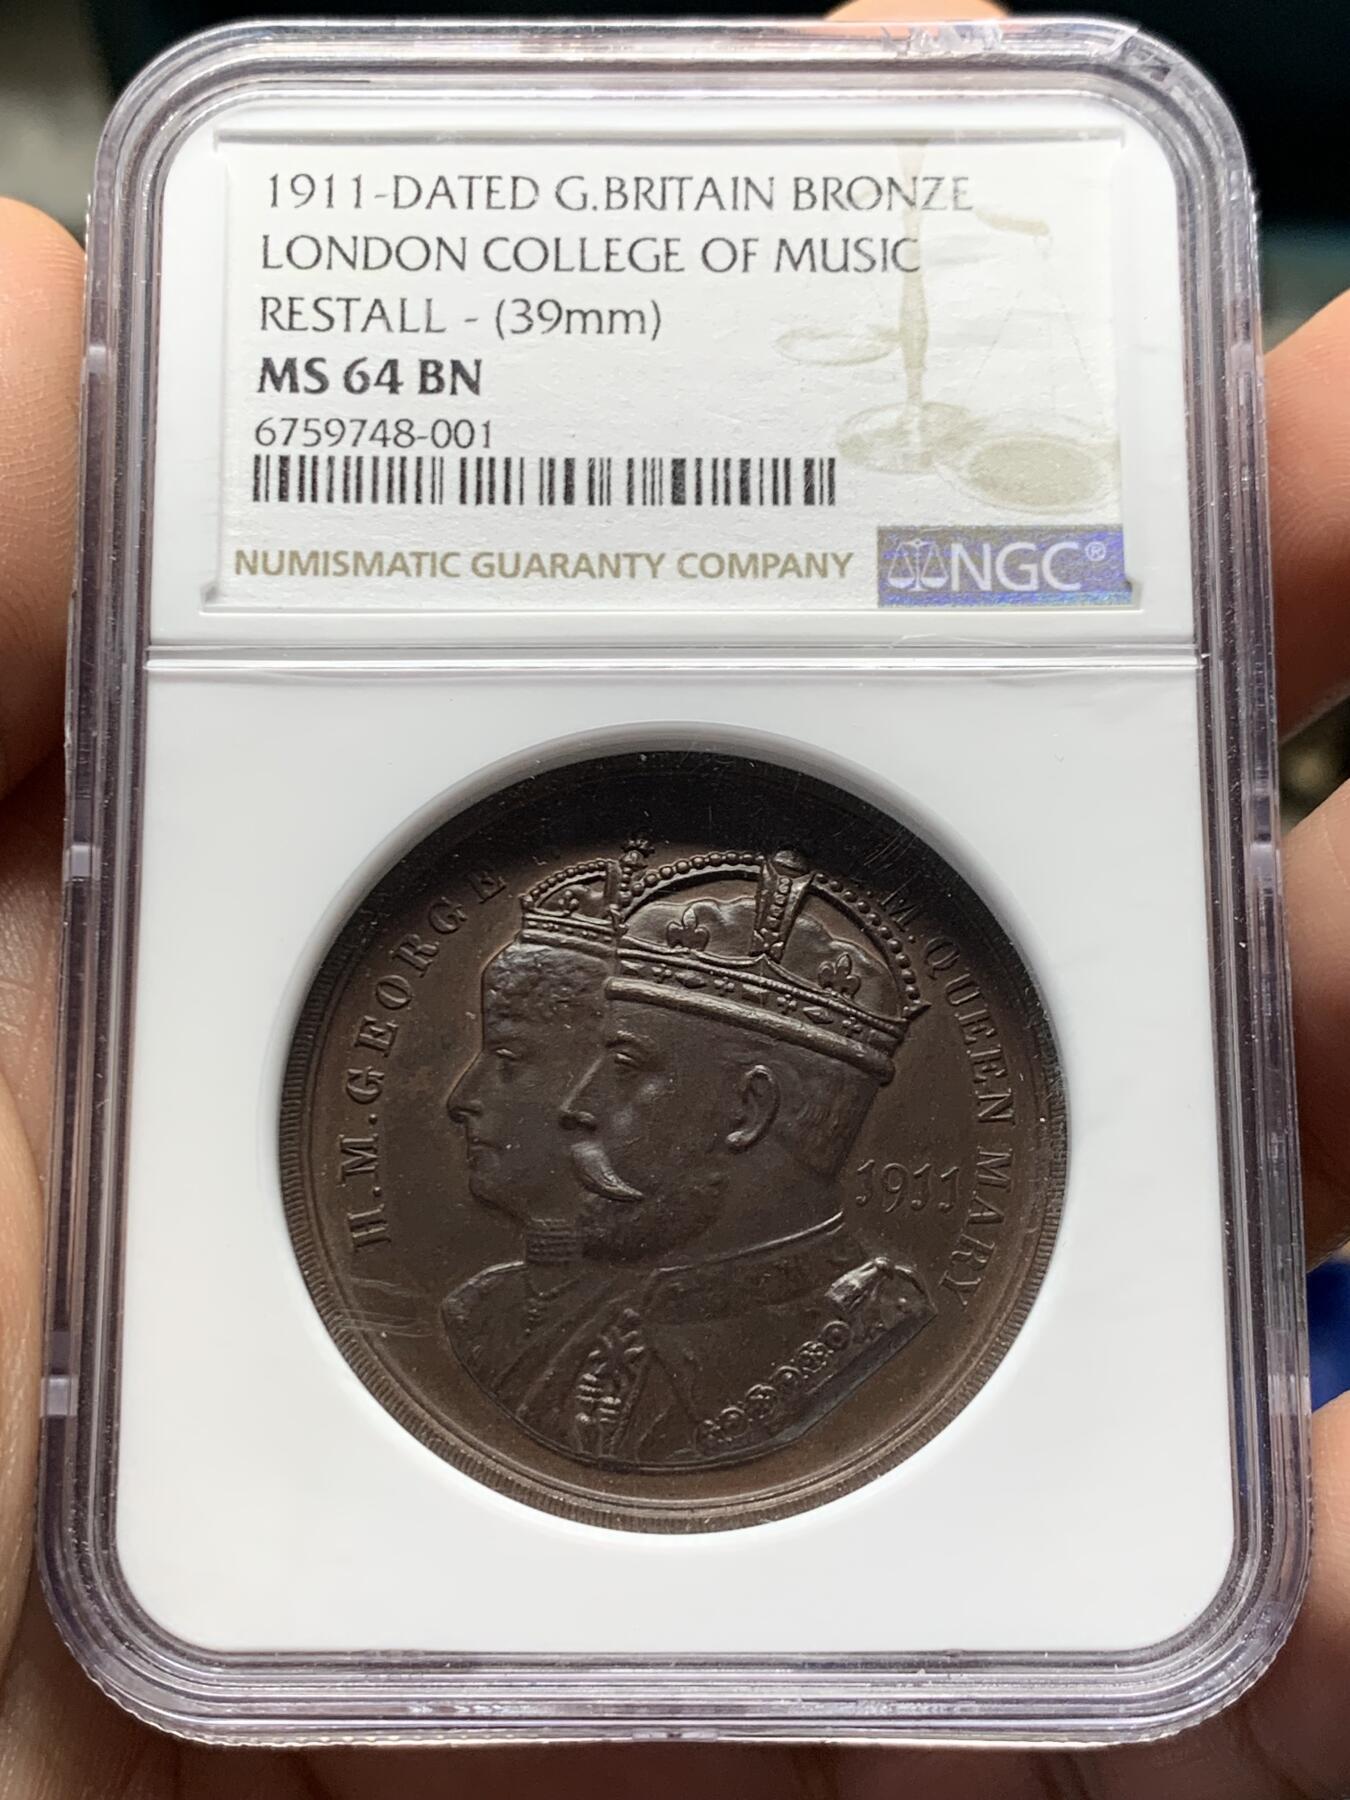 1911-DATED G.BRITAIN BRONZE
LONDON COLLEGE OF MUSIC
RESTALL - (39mm)
MS 64 BN
6759748-001
NUMISMATIC GUARANTY COMPANY
NGC®
H.M.GEORGE
M.QUEEN MARY
1911